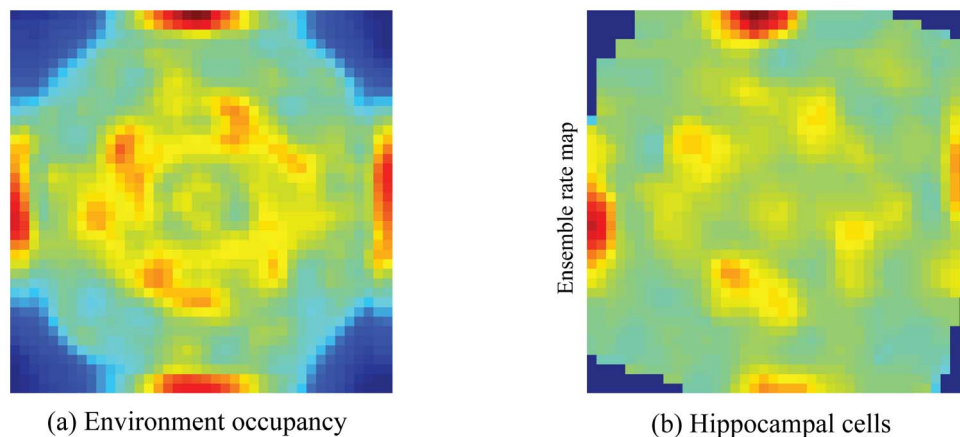 Ensemble rate map
(a) Environment occupancy
(b) Hippocampal cells